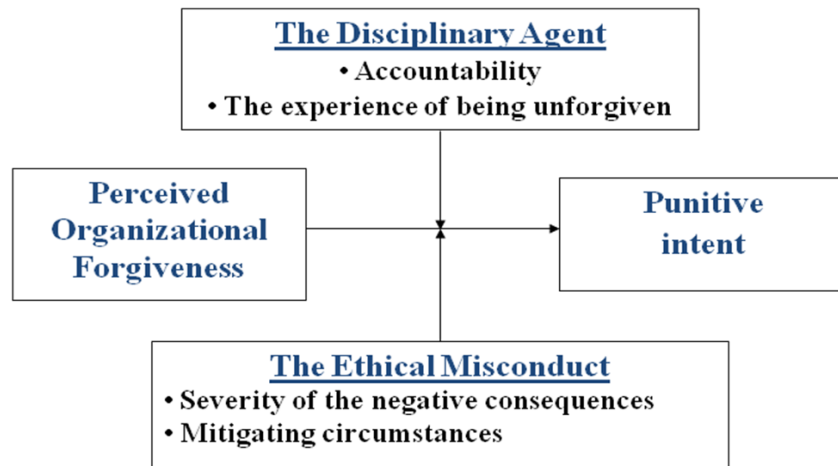 The Disciplinary Agent
• Accountability
• The experience of being unforgiven
Perceived
Organizational
Forgiveness
Punitive
intent
The Ethical Misconduct
• Severity of the negative consequences
• Mitigating circumstances